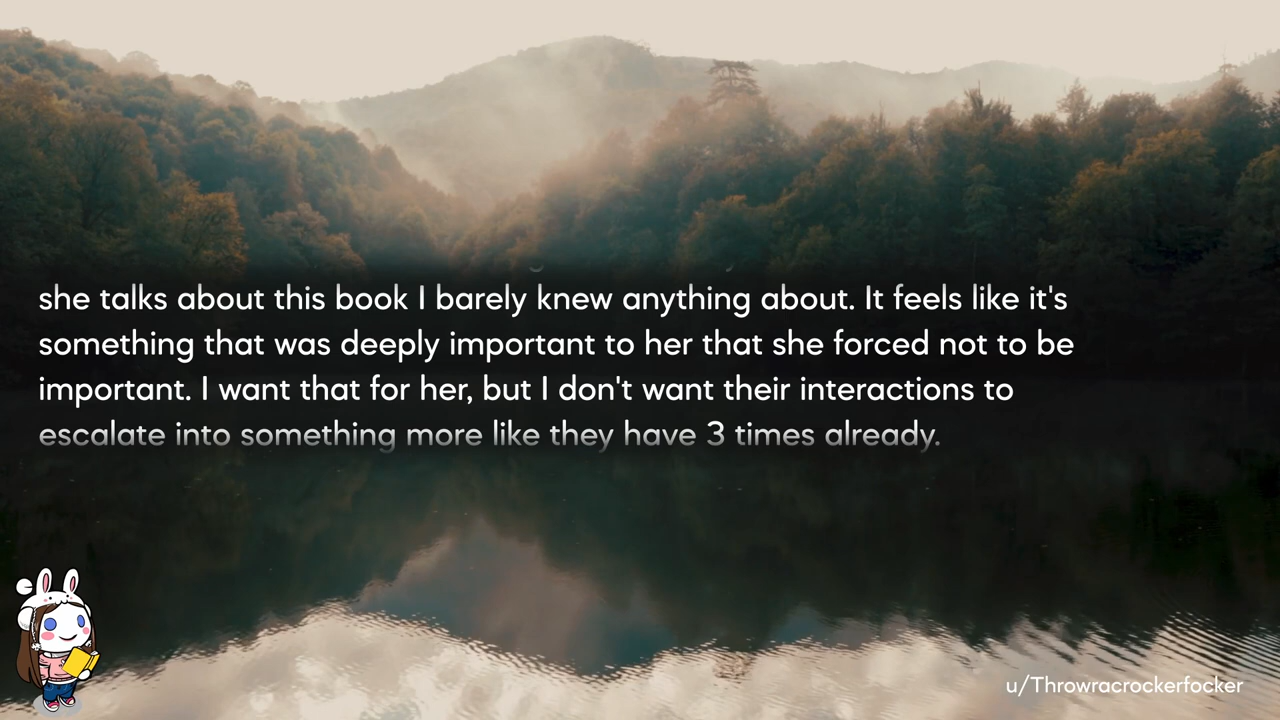 she talks about this book I barely knew anything about. It feels like it's
something that was deeply important to her that she forced not to be
important. I want that for her, but I don't want their interactions to
escalate into something more like they have 3 times already.
u/Throwracrockerfocker